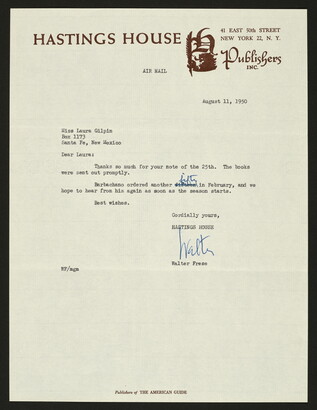 HASTINGS HOUSE
41 EAST 50th STREET
NEW YORK 22, N. Y.
Publishers
INC.
AIR MAIL
August 11, 1950
Miss Laura Gilpin
Box 1173
Santa Fe, New Mexico
Dear Laura:
Thanks so much for your note of the 25th. The books
were sent out promptly.
Barbachano ordered another in February, and we
hope to hear from him again as soon as the season starts.
Best wishes.
Cordially yours,
HASTINGS HOUSE
Walter
Walter Frese
WF/mgm
Publishers of THE AMERICAN GUIDE